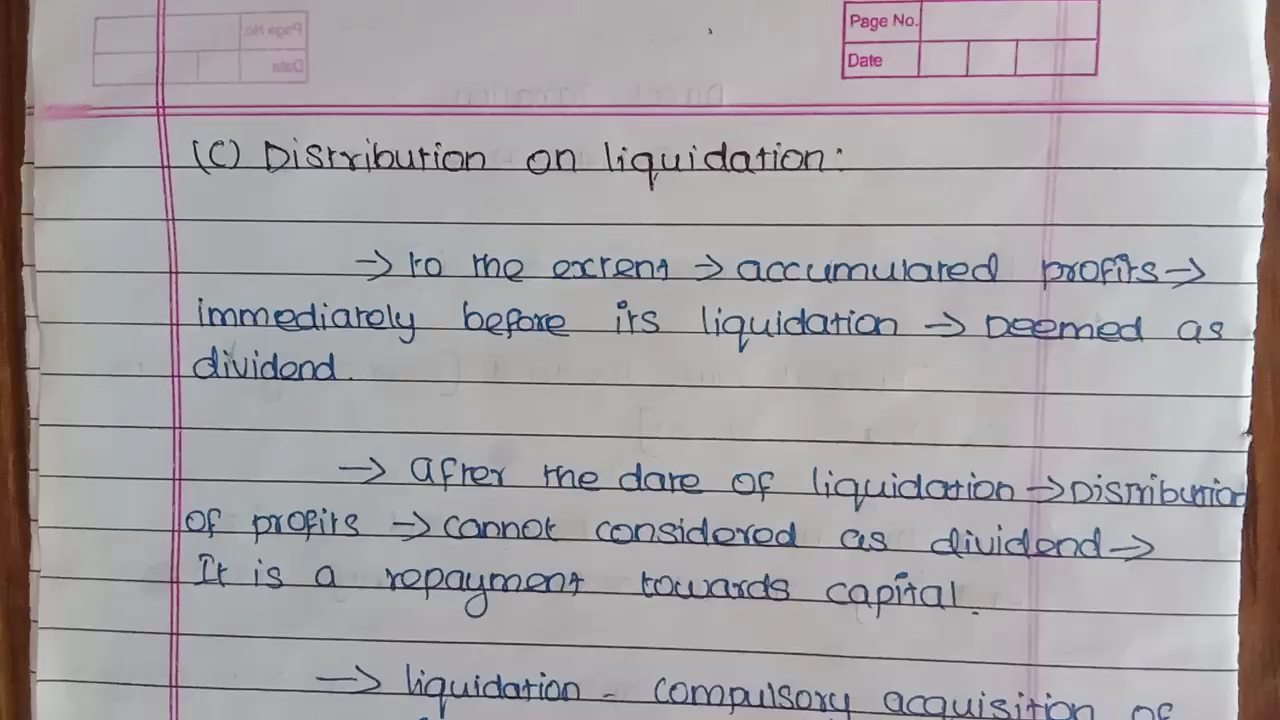 Page No.
Date
(C) Distribution on liquidation:
→ to the extent → accumulated profits →
immediately before its liquidation → Deemed as
dividend.
→ After the date of liquidation → Distribution
of profits → cannot considered as dividend →
It is a repayment towards capital.
→ liquidation - compulsory acquisition of